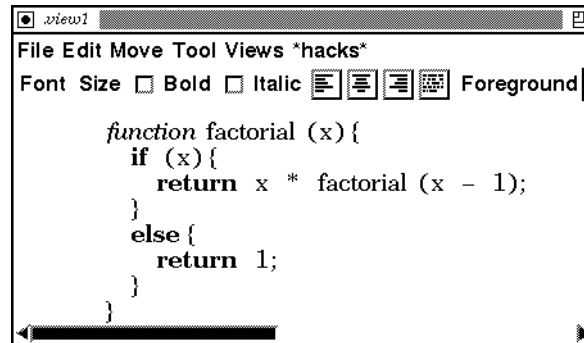 view1
File Edit Move Tool Views *hacks*
Font Size Bold Italic Foreground
function factorial (x){
if (x){
return x * factorial (x - 1);
}
else{
return 1;
}
}